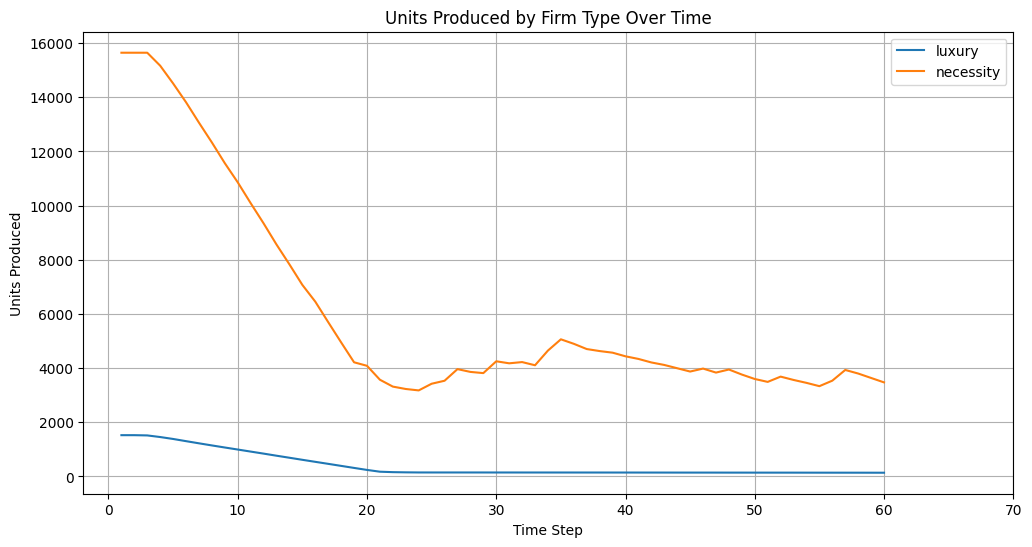 Units Produced by Firm Type Over Time
16000
14000
12000
10000
8000
6000
4000
2000
0
Units Produced
luxury
necessity
0 10 20 30 40 50 60 70
Time Step